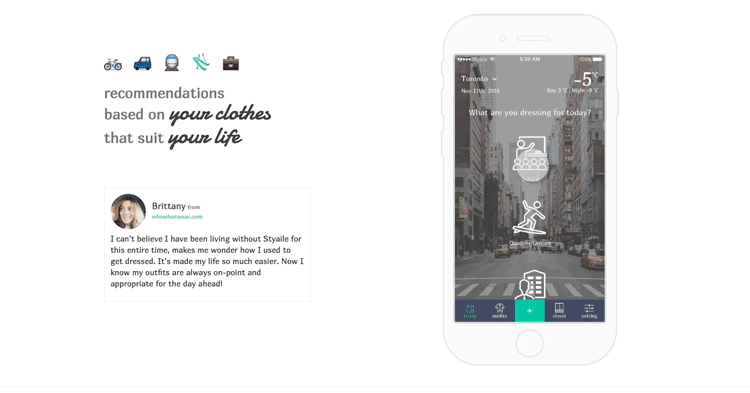 recommendations
based on your clothes
that suit your life
Brittany from
whowhatwear.com
I can't believe I have been living without Styaile for
this entire time, makes me wonder how I used to
get dressed. It's made my life so much easier. Now I
know my outfits are always on-point and
appropriate for the day ahead!
Styaile 9:30 AM 100%
Toronto -5°C
Nov 11th, 2016 Day 3 °C Night -8 °C
What are you dressing for today?
Outdoor Leisure
today outfits + closet setting